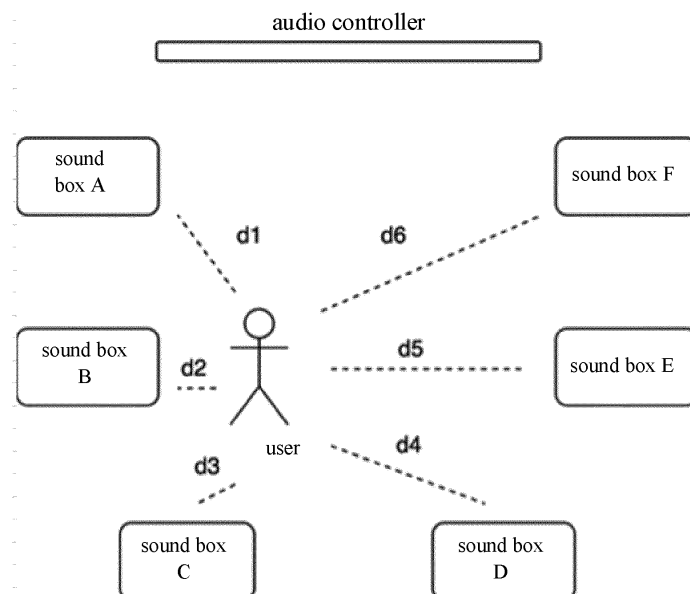 audio controller
sound
box A
sound box F
d1
d6
sound box
B
d2
d5
sound box E
user
d4
d3
sound box
C
sound box
D